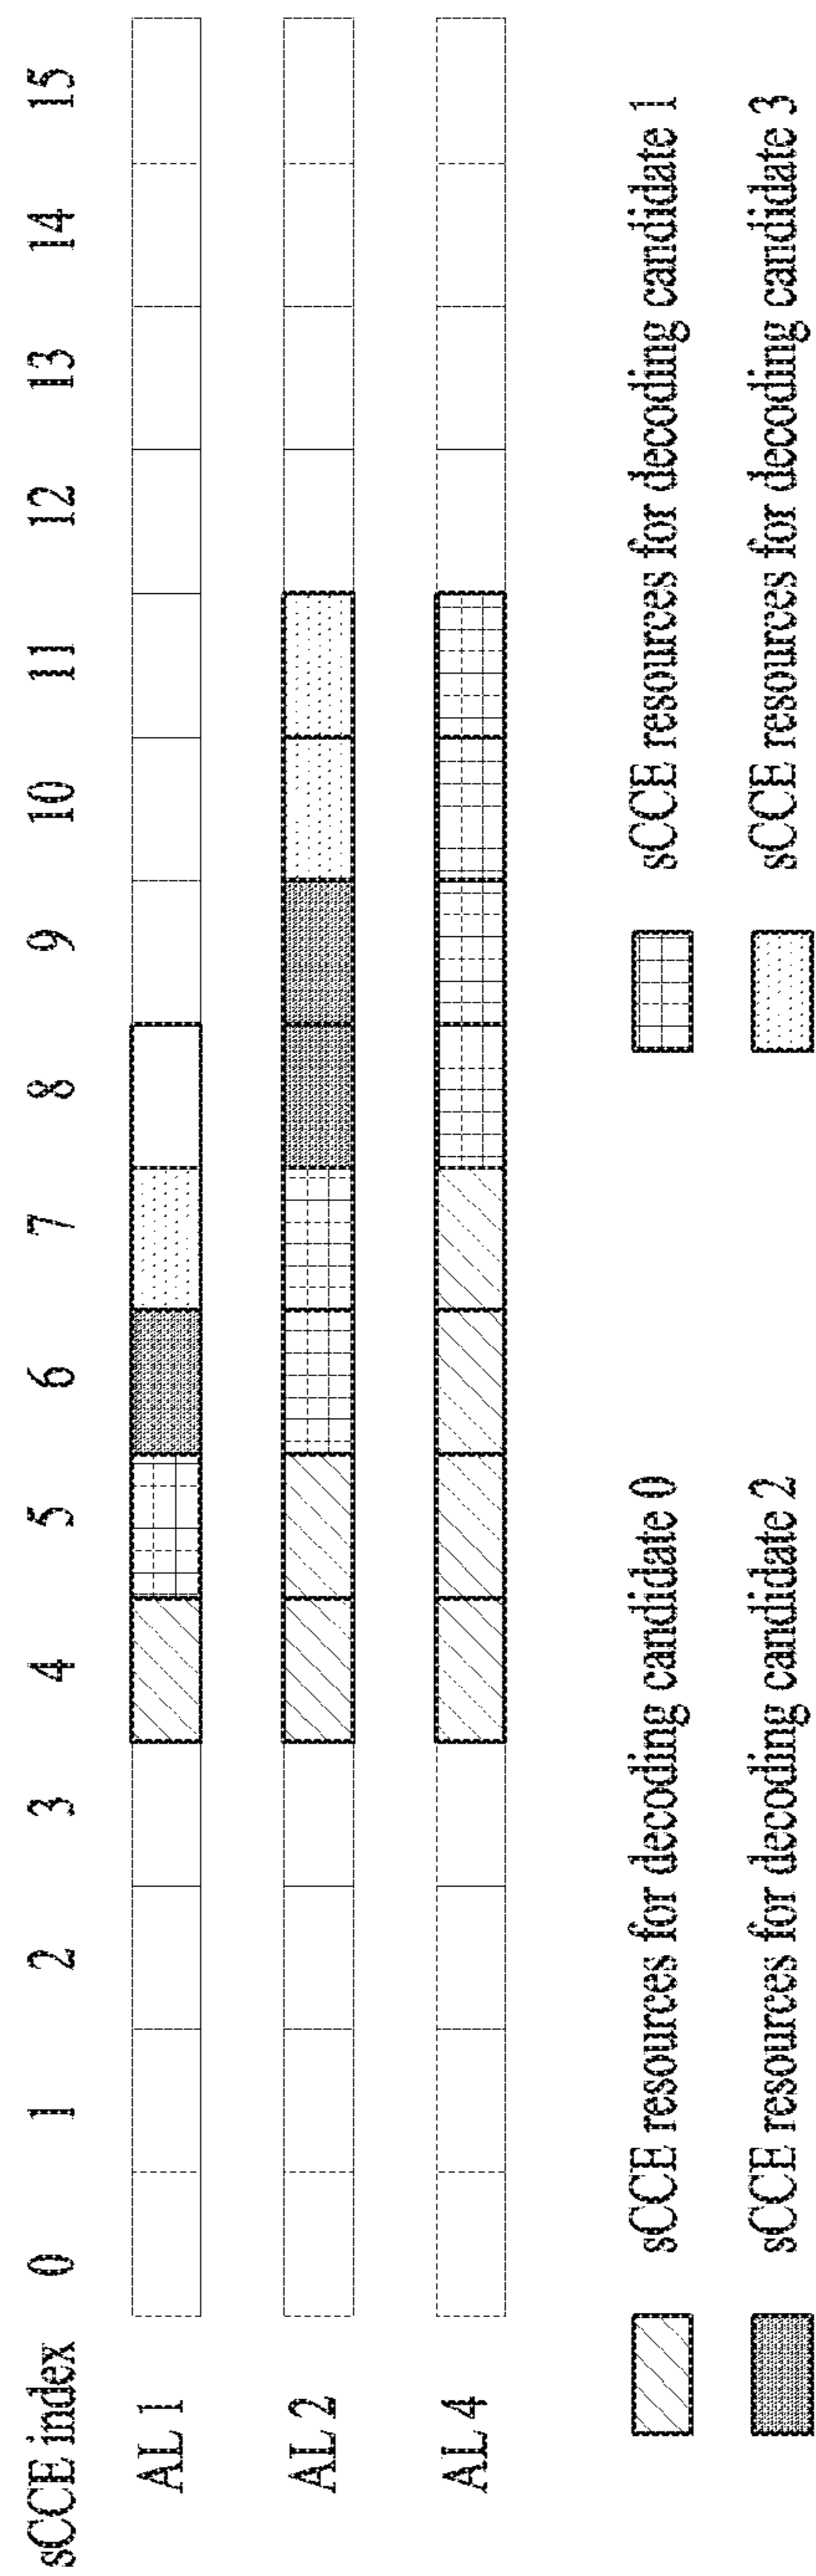 sCCE index 0 1 2 3 4 5 6 7 8 9 10 11 12 13 14 15
AL 1
AL 2
AL 4
sCCE resources for decoding candidate 0 sCCE resources for decoding candidate 1
sCCE resources for decoding candidate 2 sCCE resources for decoding candidate 3